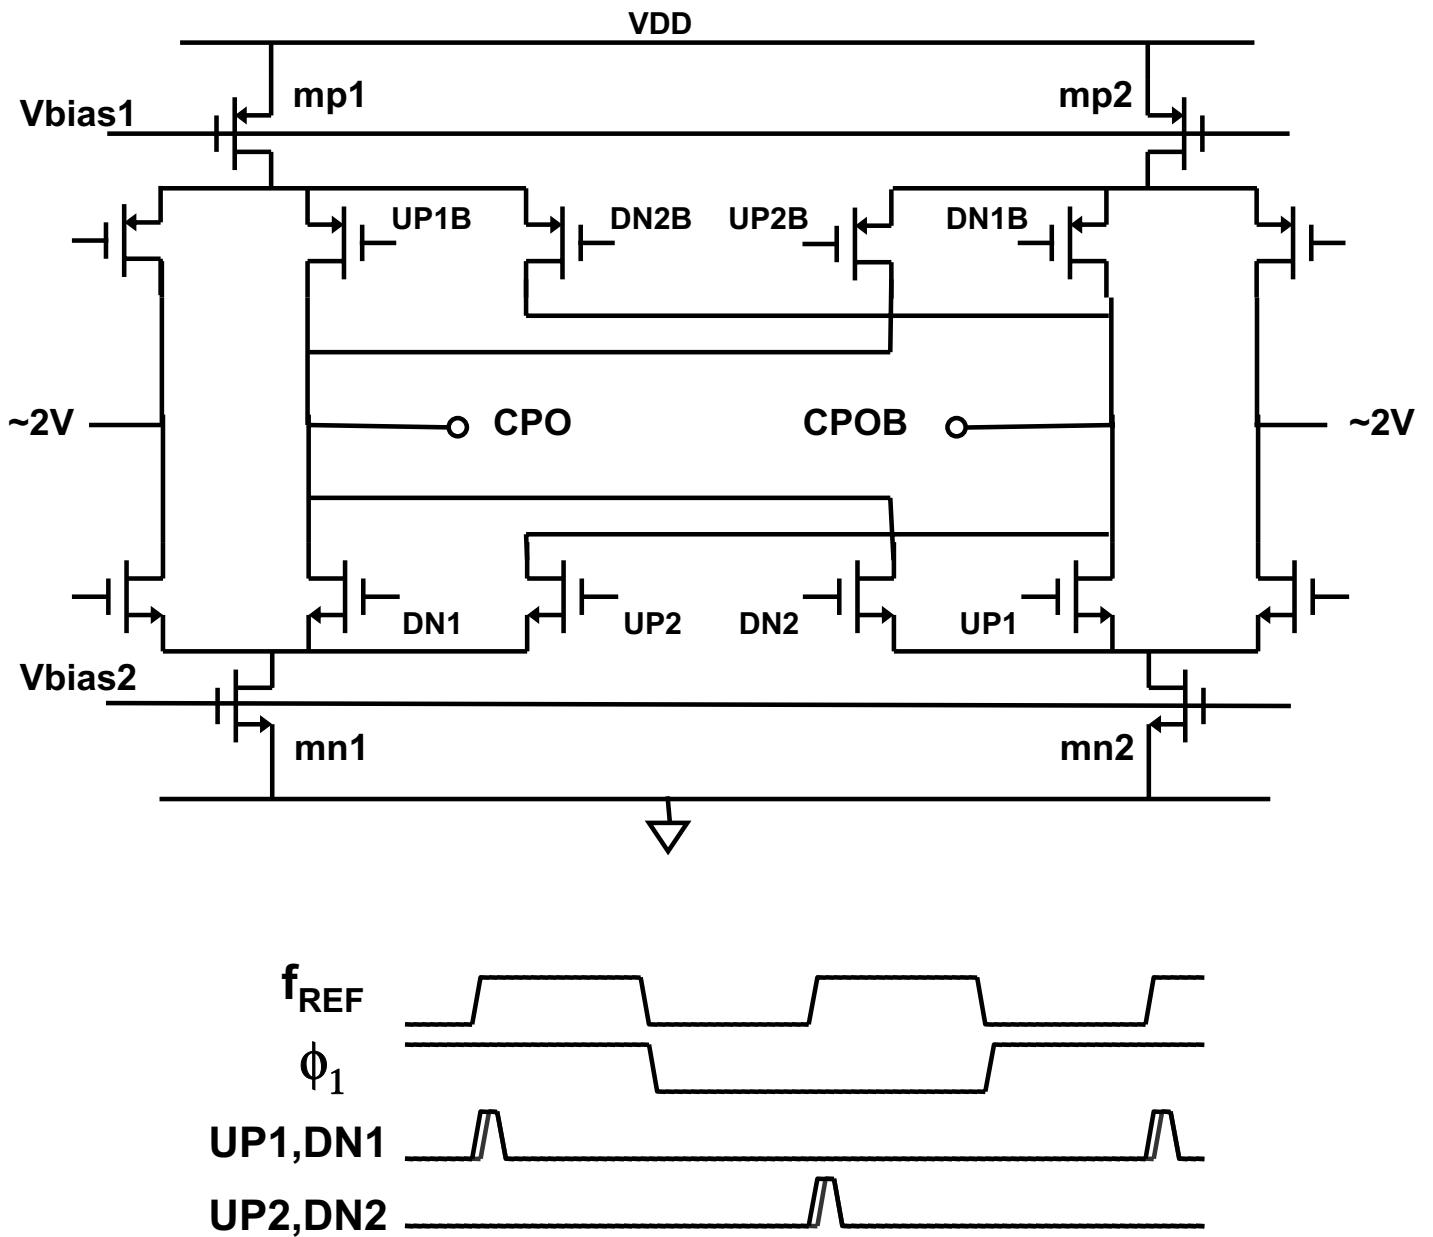 VDD
mp1
mp2
Vbias1
UP1B
DN2B
UP2B
DN1B
~2V
CPO
CPOB
~2V
DN1
UP2
DN2
UP1
Vbias2
mn1
mn2
fREF
ϕ1
UP1,DN1
UP2,DN2